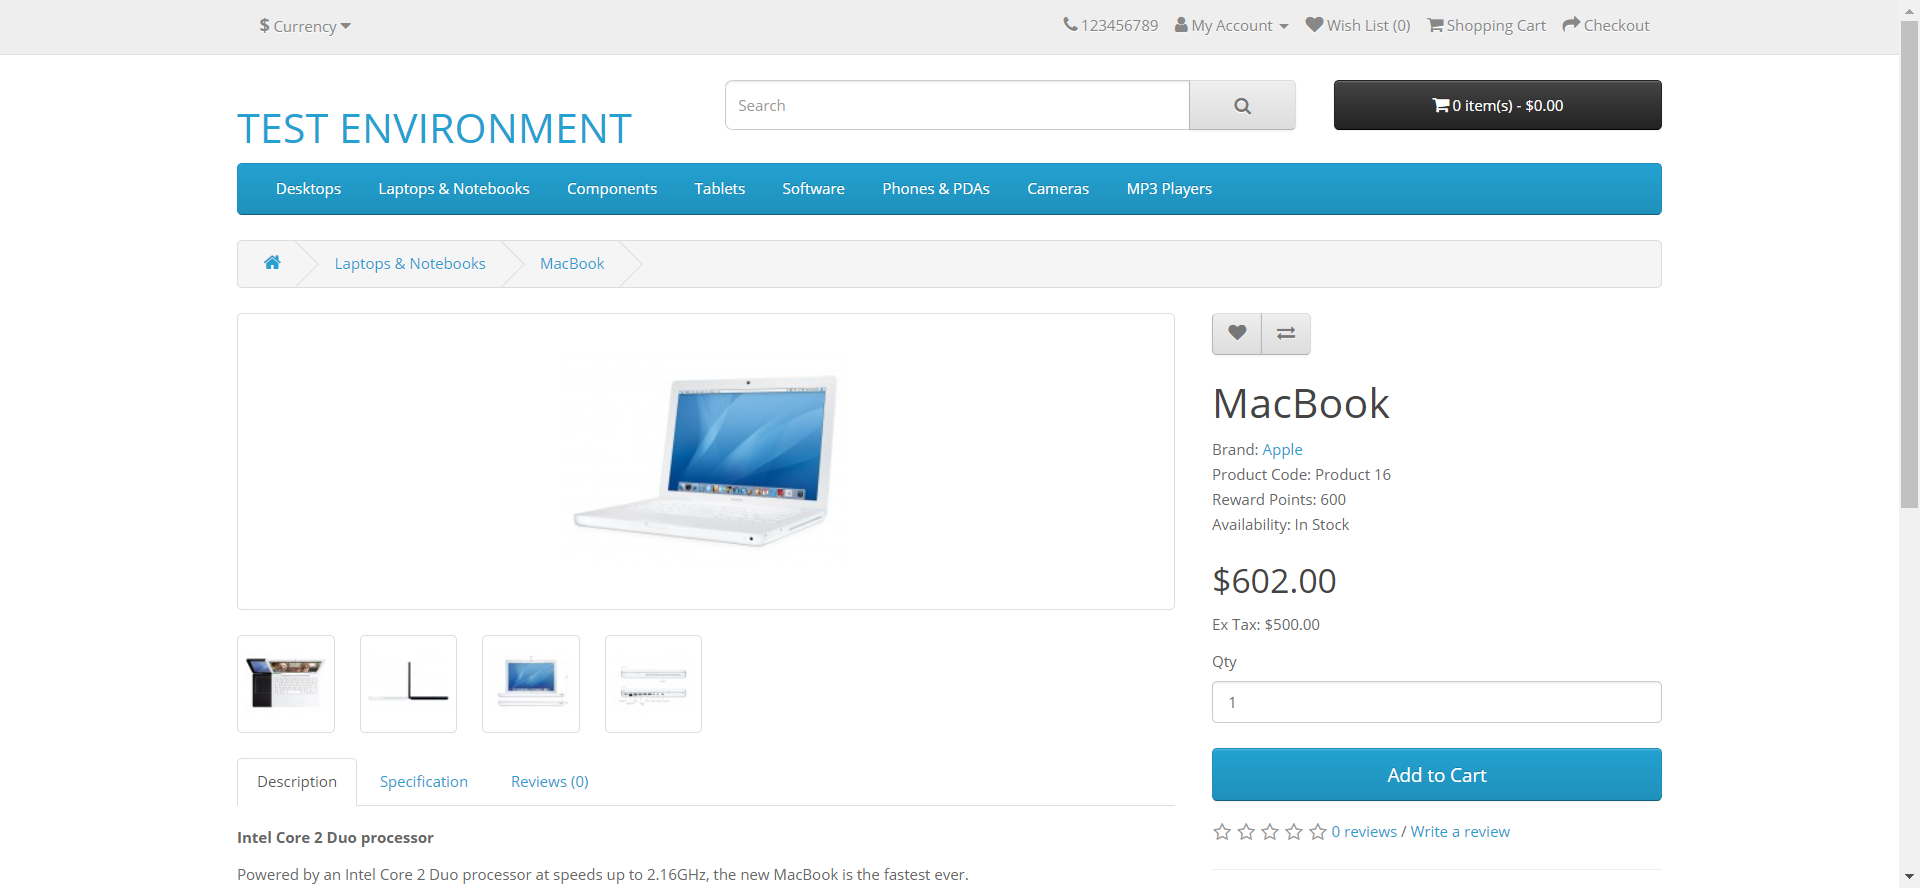 $ Currency
123456789 My Account Wish List (0) Shopping Cart Checkout
TEST ENVIRONMENT
Search
0 item(s) - $0.00
Desktops Laptops & Notebooks Components Tablets Software Phones & PDAs Cameras MP3 Players
Laptops & Notebooks MacBook
MacBook
Brand: Apple
Product Code: Product 16
Reward Points: 600
Availability: In Stock
$602.00
Ex Tax: $500.00
Qty
1
Add to Cart
0 reviews / Write a review
Description Specification Reviews (0)
Intel Core 2 Duo processor
Powered by an Intel Core 2 Duo processor at speeds up to 2.16GHz, the new MacBook is the fastest ever.